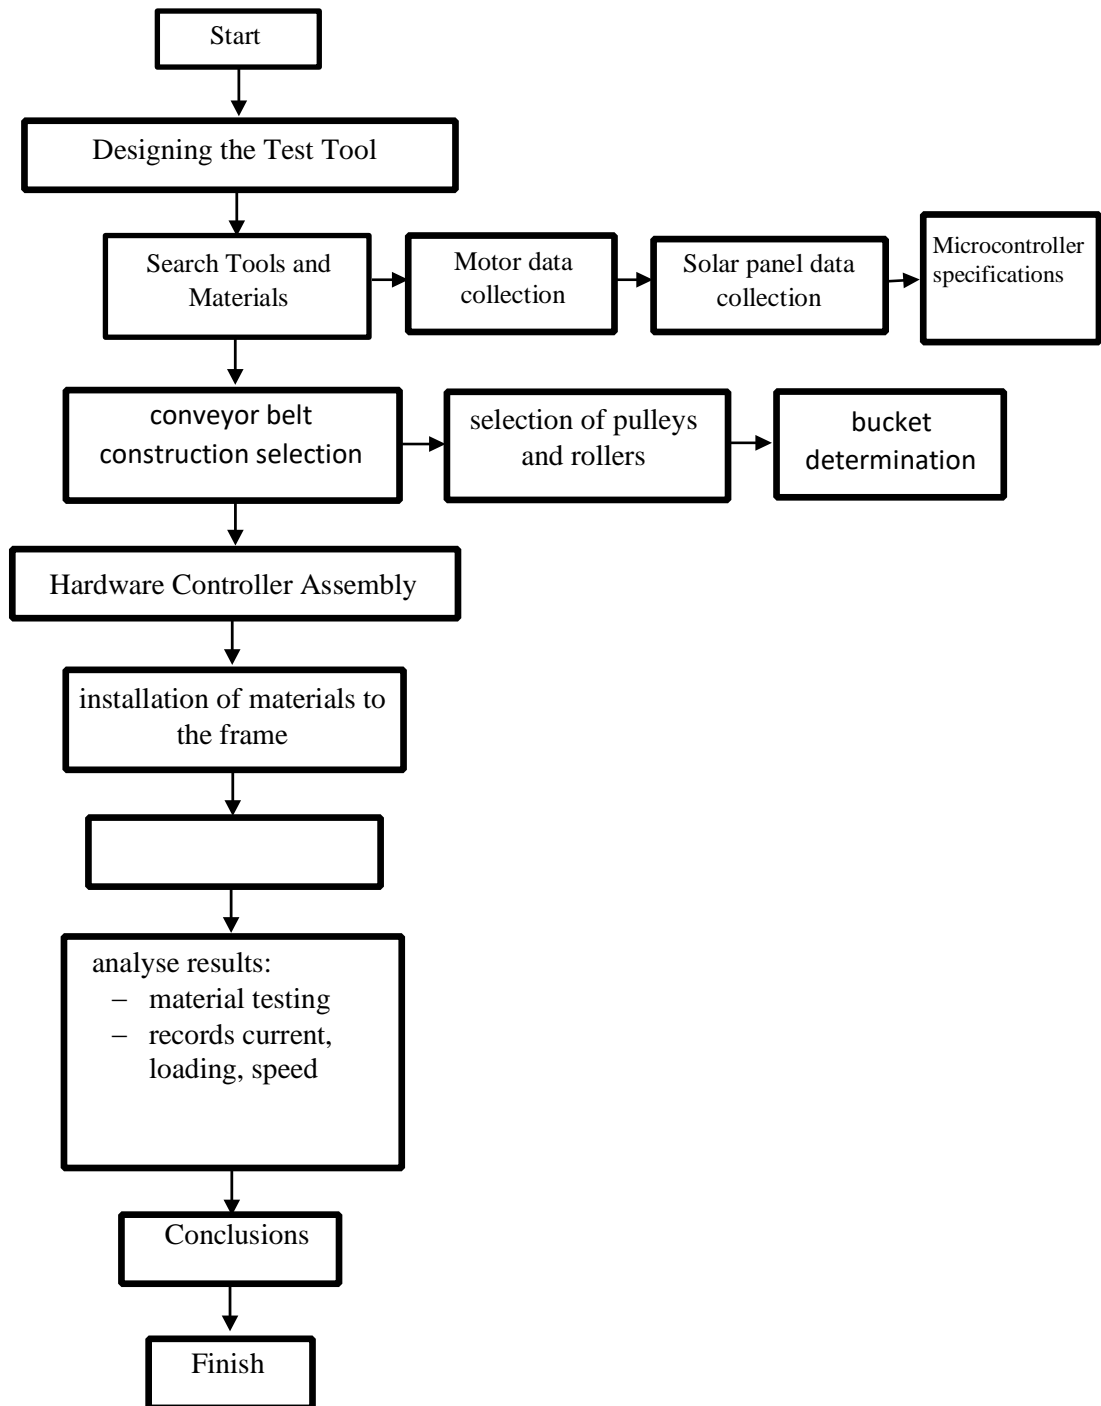 Start
Designing the Test Tool
Search Tools and
Materials
Motor data
collection
Solar panel data
collection
Microcontroller
specifications
conveyor belt
construction selection
selection of pulleys
and rollers
bucket
determination
Hardware Controller Assembly
installation of materials to
the frame
analyse results:
– material testing
– records current,
loading, speed
Conclusions
Finish